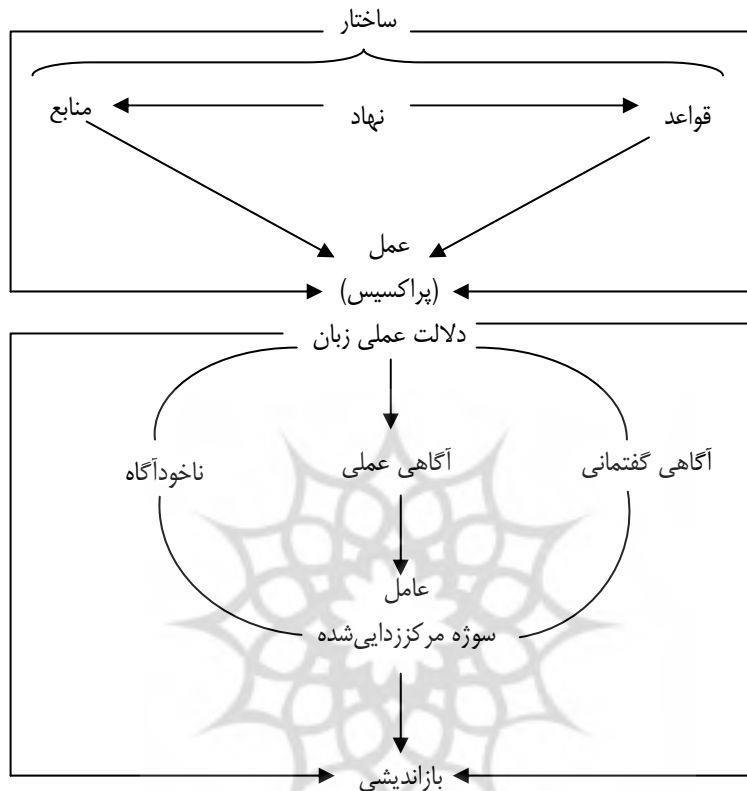 ساختار
قواعد نهاد منابع
عمل
(پراکسیس)
دلالت عملی زبان
آگاهی گفتمانی آگاهی عملی ناخودآگاه
عامل
سوژه مرکززدایی‌شده
بازاندیشی